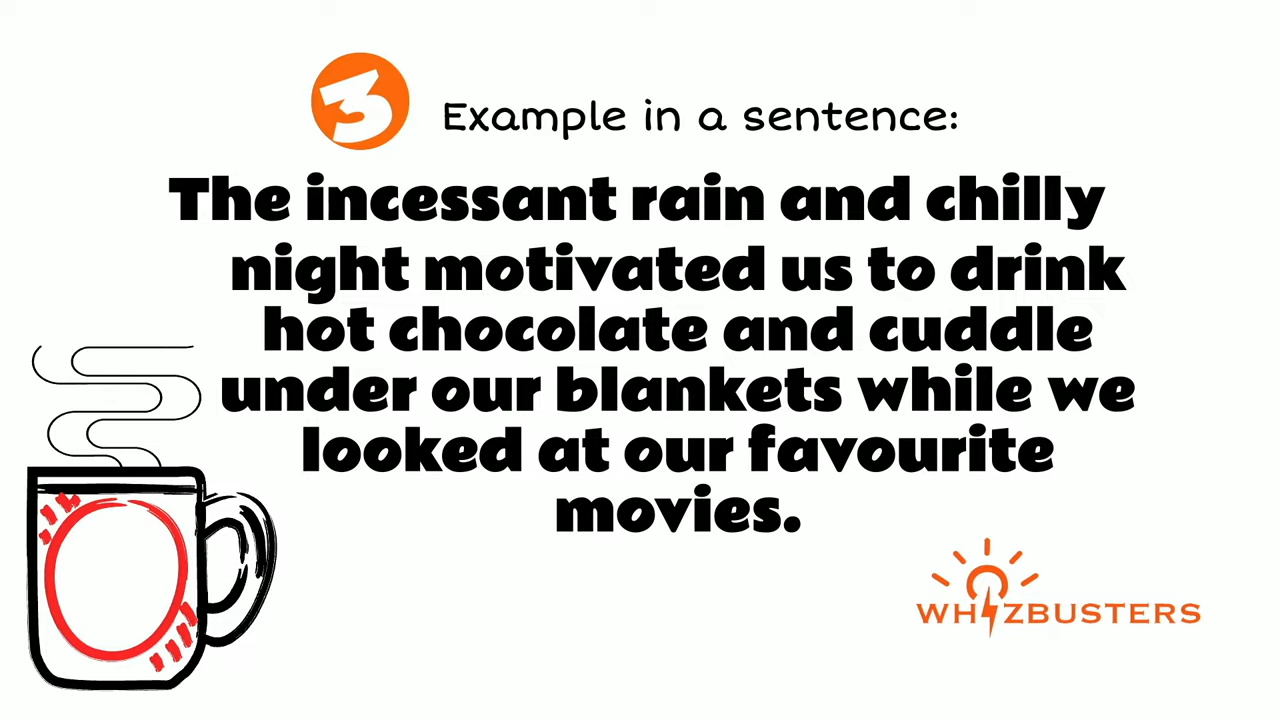 3 Example in a sentence:
The incessant rain and chilly
night motivated us to drink
hot chocolate and cuddle
under our blankets while we
looked at our favourite
movies.
WHIZBUSTERS